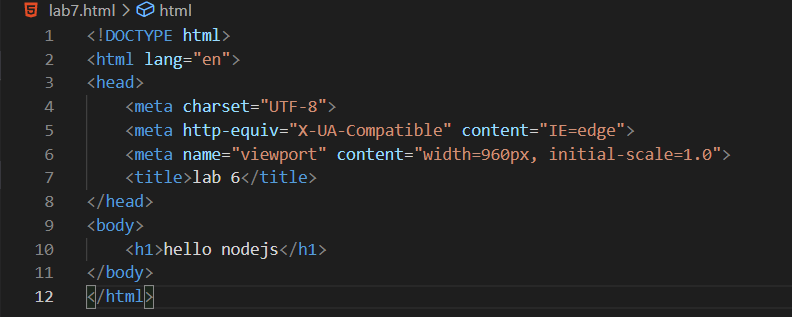 lab7.html > html
1 <!DOCTYPE html>
2 <html lang="en">
3 <head>
4     <meta charset="UTF-8">
5     <meta http-equiv="X-UA-Compatible" content="IE=edge">
6     <meta name="viewport" content="width=960px, initial-scale=1.0">
7     <title>lab 6</title>
8 </head>
9 <body>
10     <h1>hello nodejs</h1>
11 </body>
12 </html>